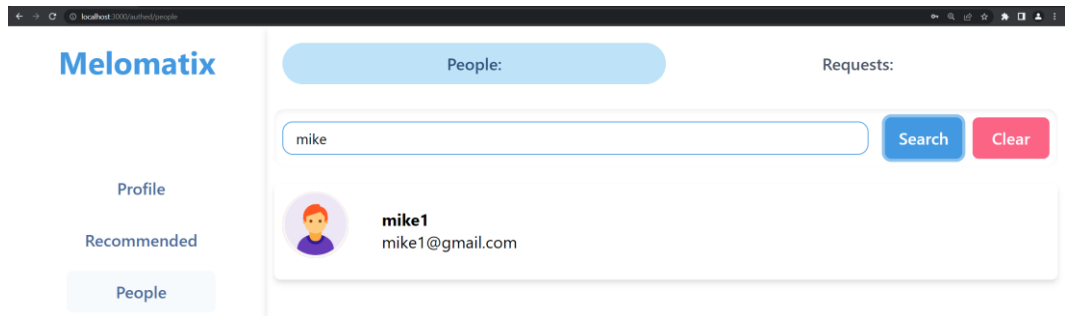 localhost:3000/authed/people
Melomatix
People:
Requests:
mike
Search
Clear
Profile
Recommended
People
mike1
mike1@gmail.com